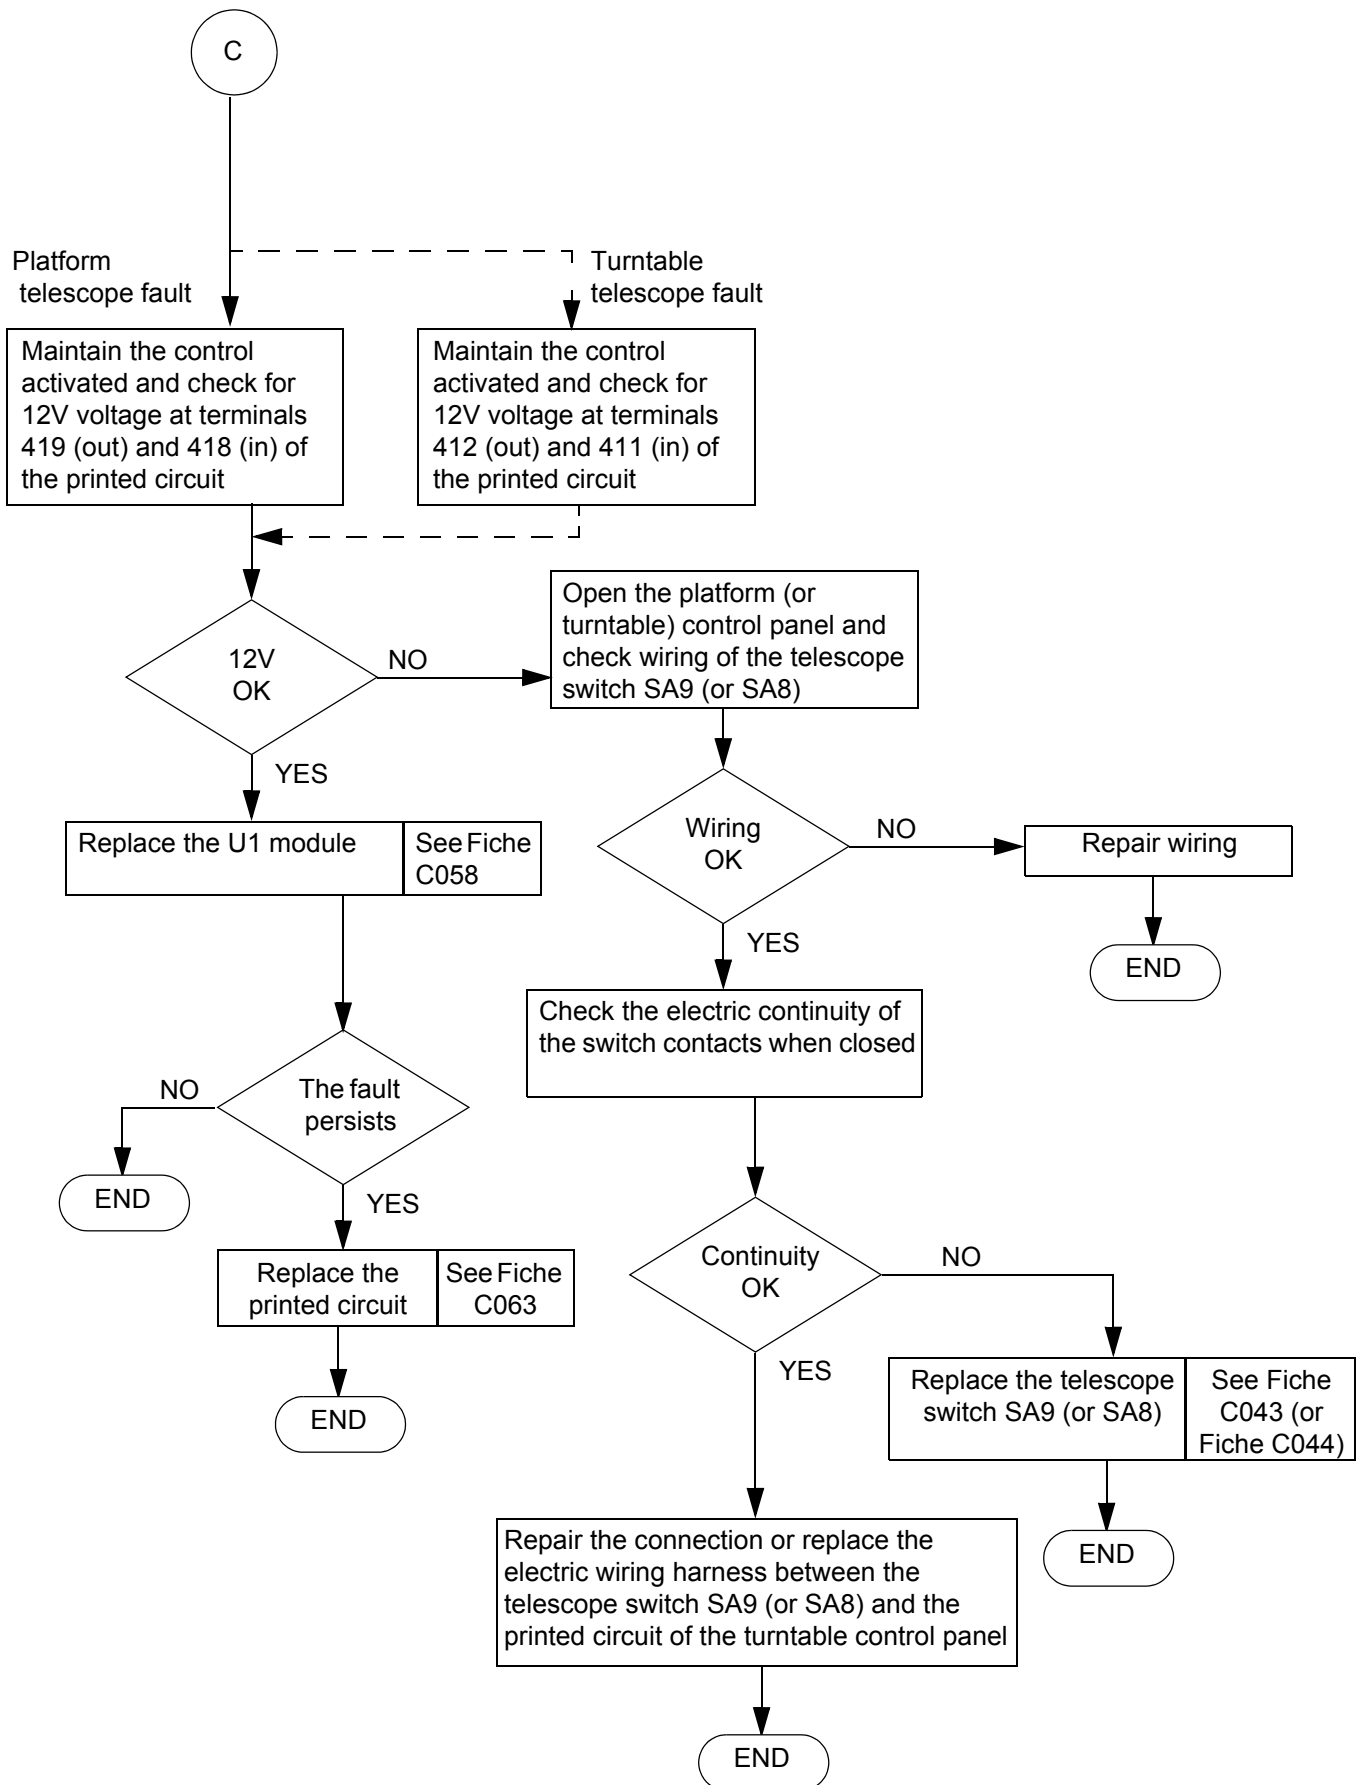 C
Platform
telescope fault
Turntable
telescope fault
Maintain the control
activated and check for
12V voltage at terminals
419 (out) and 418 (in) of
the printed circuit
Maintain the control
activated and check for
12V voltage at terminals
412 (out) and 411 (in) of
the printed circuit
12V
OK
NO
Open the platform (or
turntable) control panel and
check wiring of the telescope
switch SA9 (or SA8)
YES
Replace the U1 module
See Fiche
C058
Wiring
OK
NO
Repair wiring
END
YES
Check the electric continuity of
the switch contacts when closed
The fault
persists
NO
END
YES
Replace the
printed circuit
See Fiche
C063
END
Continuity
OK
NO
YES
Replace the telescope
switch SA9 (or SA8)
See Fiche
C043 (or
Fiche C044)
END
Repair the connection or replace the
electric wiring harness between the
telescope switch SA9 (or SA8) and the
printed circuit of the turntable control panel
END